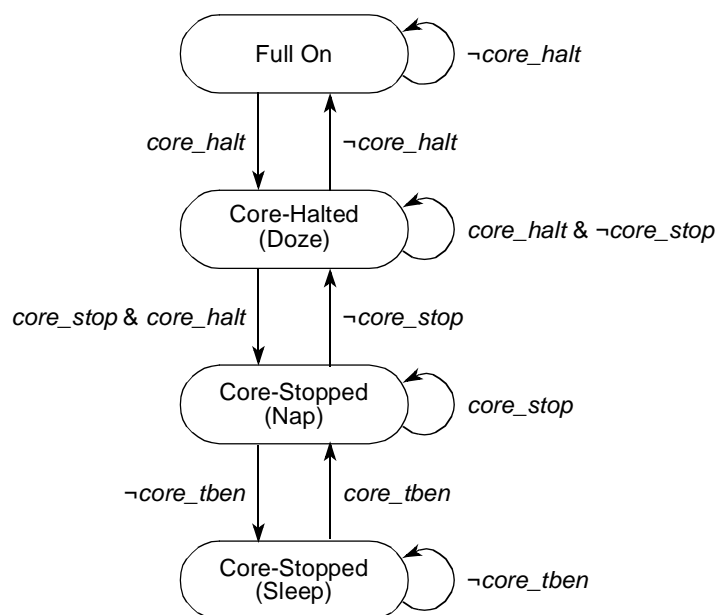 Full On
¬core_halt
core_halt
¬core_halt
Core-Halted
(Doze)
core_halt & ¬core_stop
core_stop & core_halt
¬core_stop
Core-Stopped
(Nap)
core_stop
¬core_tben
core_tben
Core-Stopped
(Sleep)
¬core_tben